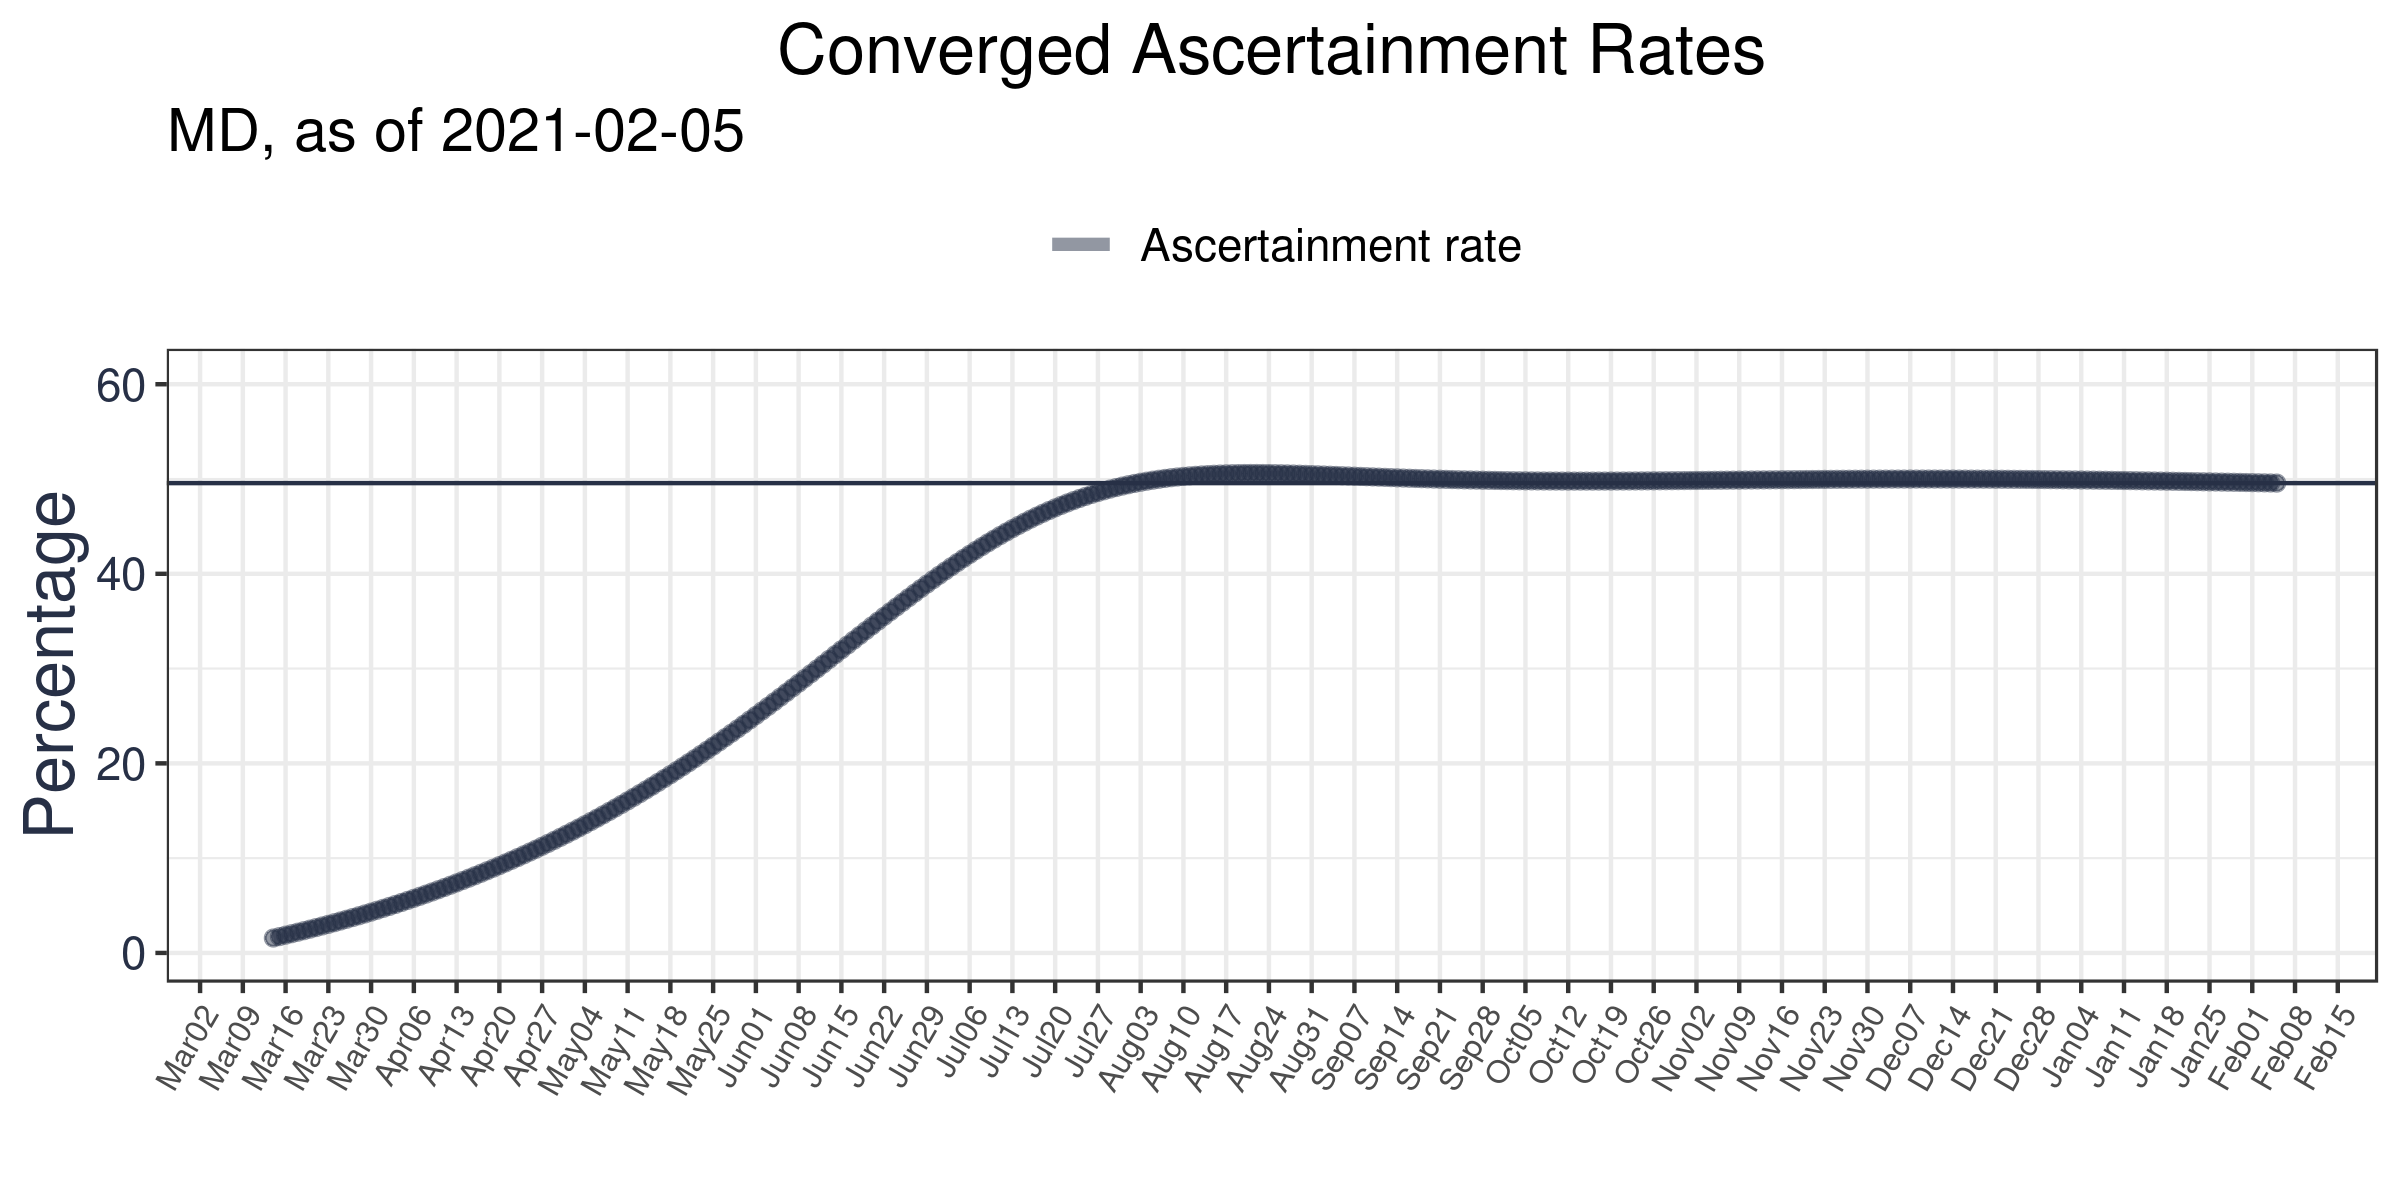 Converged Ascertainment Rates
MD, as of 2021-02-05
Ascertainment rate
Percentage
60
40
20
0
Mar02 Mar09 Mar16 Mar23 Mar30 Apr06 Apr13 Apr20 Apr27 May04 May11 May18 May25 Jun01 Jun08 Jun15 Jun22 Jun29 Jul06 Jul13 Jul20 Jul27 Aug03 Aug10 Aug17 Aug24 Aug31 Sep07 Sep14 Sep21 Sep28 Oct05 Oct12 Oct19 Oct26 Nov02 Nov09 Nov16 Nov23 Nov30 Dec07 Dec14 Dec21 Dec28 Jan04 Jan11 Jan18 Jan25 Feb01 Feb08 Feb15